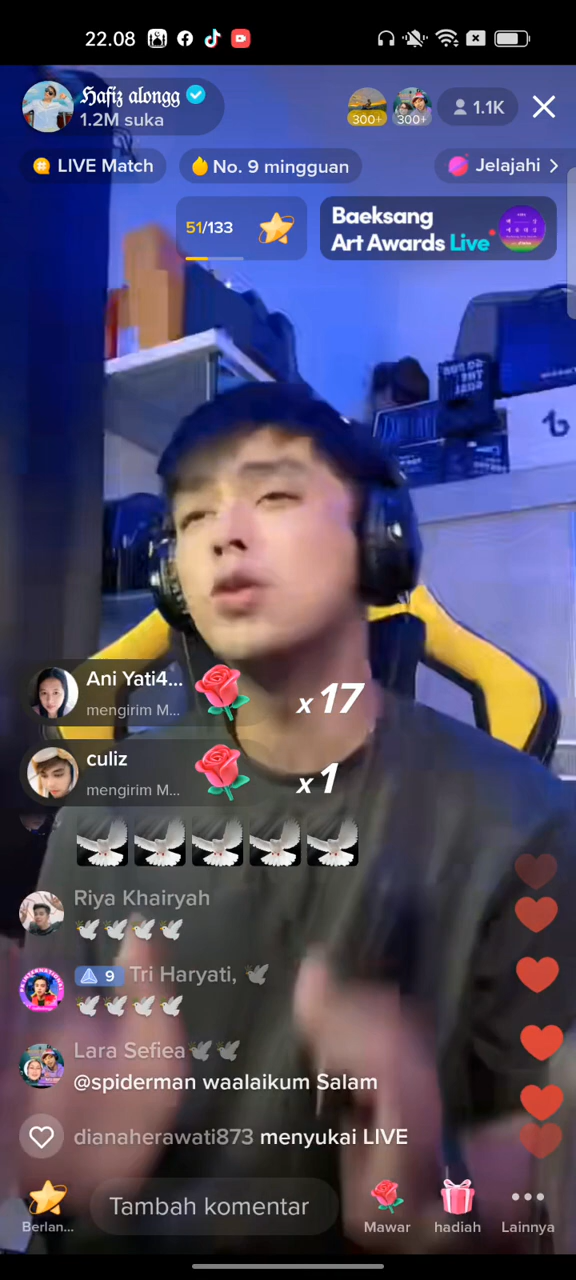 22.08
𝕳𝖆𝖋𝖎𝖟 𝖆𝖑𝖔𝖓𝖌𝖌
1.2M suka
300+
300+
1.1K
LIVE Match
No. 9 mingguan
Jelajahi
51/133
Baeksang
Art Awards Live
Ani Yati4...
mengirim M...
x 17
culiz
mengirim M...
x 1
Riya Khairyah
🕊️🕊️🕊️🕊️
9 Tri Haryati, 🕊️
🕊️🕊️🕊️🕊️
Lara Sefiea🕊️🕊️
@spiderman waalaikum Salam
dianaherawati873 menyukai LIVE
Tambah komentar
Berlan...
Mawar
hadiah
Lainnya